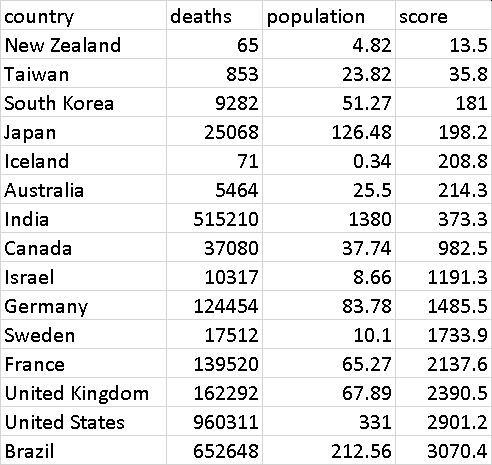 country deaths population score
New Zealand 65 4.82 13.5
Taiwan 853 23.82 35.8
South Korea 9282 51.27 181
Japan 25068 126.48 198.2
Iceland 71 0.34 208.8
Australia 5464 25.5 214.3
India 515210 1380 373.3
Canada 37080 37.74 982.5
Israel 10317 8.66 1191.3
Germany 124454 83.78 1485.5
Sweden 17512 10.1 1733.9
France 139520 65.27 2137.6
United Kingdom 162292 67.89 2390.5
United States 960311 331 2901.2
Brazil 652648 212.56 3070.4